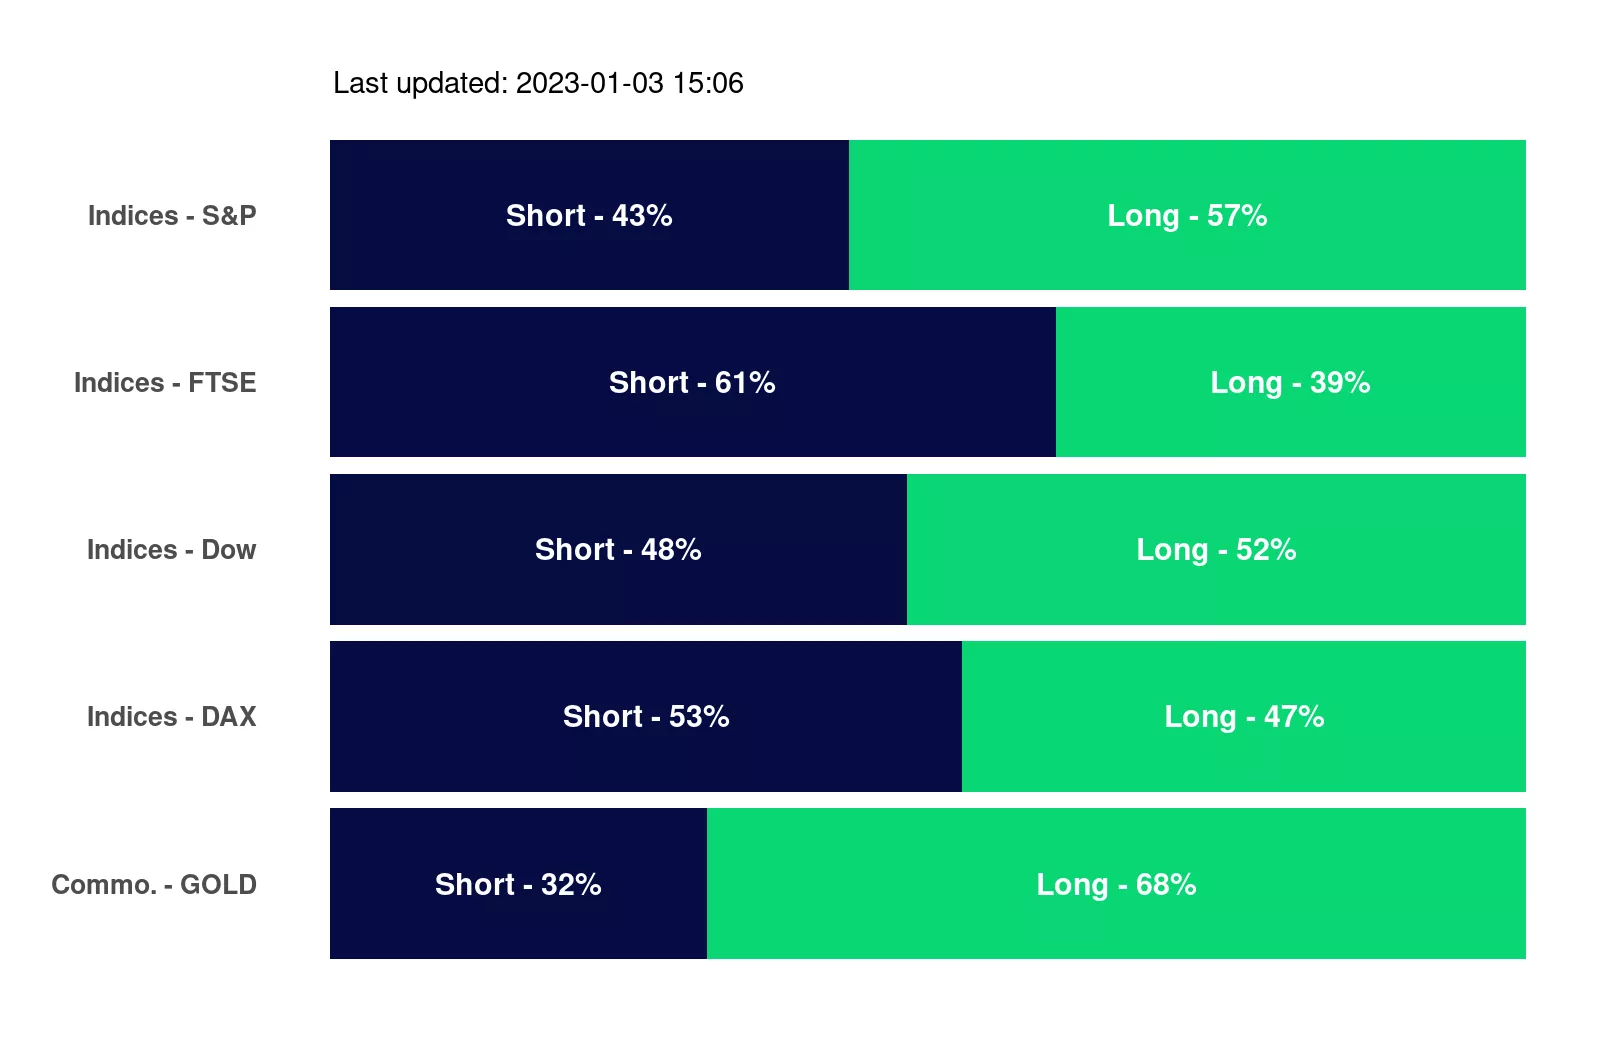 Last updated: 2023-01-03 15:06
Indices - S&P Short - 43% Long - 57%
Indices - FTSE Short - 61% Long - 39%
Indices - Dow Short - 48% Long - 52%
Indices - DAX Short - 53% Long - 47%
Commo. - GOLD Short - 32% Long - 68%